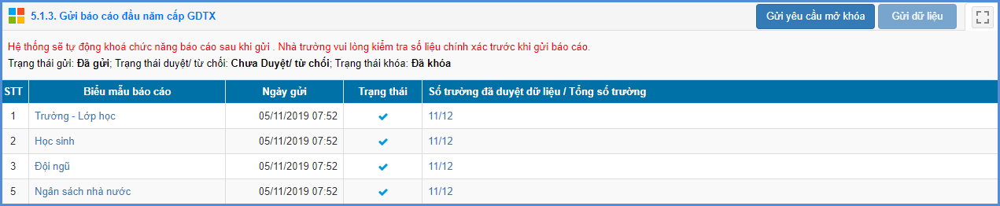 5.1.3. Gửi báo cáo đầu năm cấp GDTX
Gửi yêu cầu mở khóa
Gửi dữ liệu
Hệ thống sẽ tự động khoá chức năng báo cáo sau khi gửi . Nhà trường vui lòng kiểm tra số liệu chính xác trước khi gửi báo cáo.
Trạng thái gửi: Đã gửi; Trạng thái duyệt/ từ chối: Chưa Duyệt/ từ chối; Trạng thái khóa: Đã khóa
STT Biểu mẫu báo cáo Ngày gửi Trạng thái Số trường đã duyệt dữ liệu / Tổng số trường
1 Trường - Lớp học 05/11/2019 07:52 11/12
2 Học sinh 05/11/2019 07:52 11/12
3 Đội ngũ 05/11/2019 07:52 11/12
5 Ngân sách nhà nước 05/11/2019 07:52 11/12